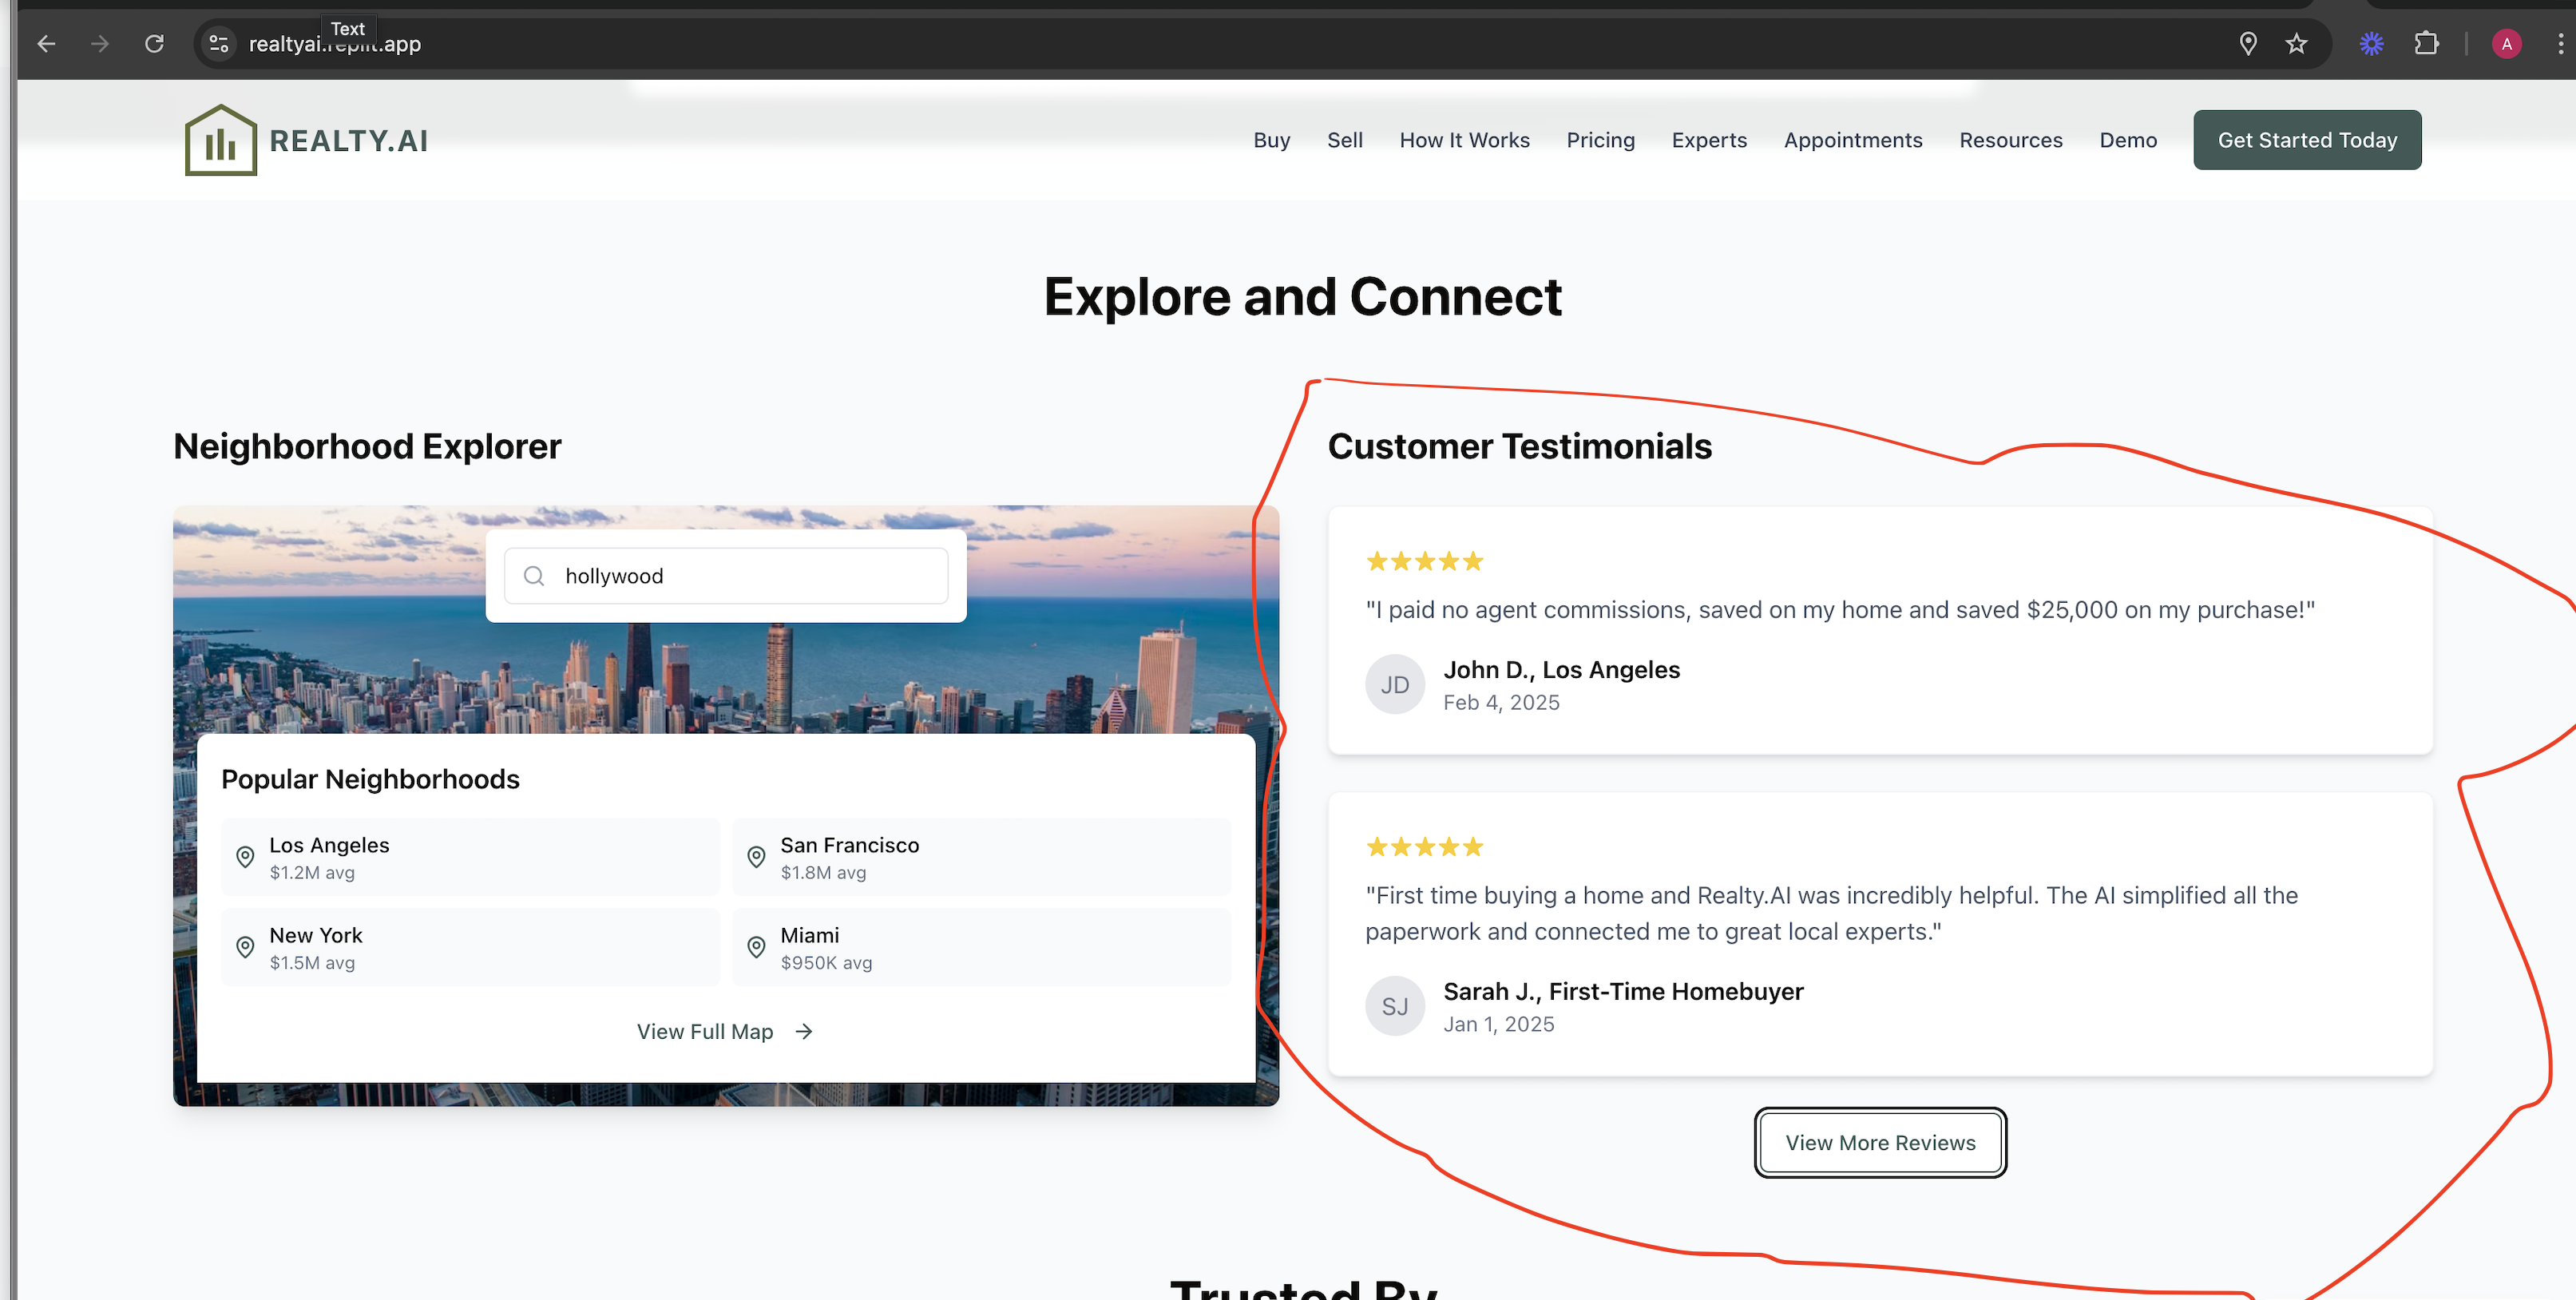 Text
realtyai.replit.app
A
REALTY.AI
Buy Sell How It Works Pricing Experts Appointments Resources Demo Get Started Today
Explore and Connect
Neighborhood Explorer
hollywood
Popular Neighborhoods
Los Angeles
$1.2M avg
San Francisco
$1.8M avg
New York
$1.5M avg
Miami
$950K avg
View Full Map
Customer Testimonials
"I paid no agent commissions, saved on my home and saved $25,000 on my purchase!"
JD
John D., Los Angeles
Feb 4, 2025
"First time buying a home and Realty.AI was incredibly helpful. The AI simplified all the
paperwork and connected me to great local experts."
SJ
Sarah J., First-Time Homebuyer
Jan 1, 2025
View More Reviews
Trusted By